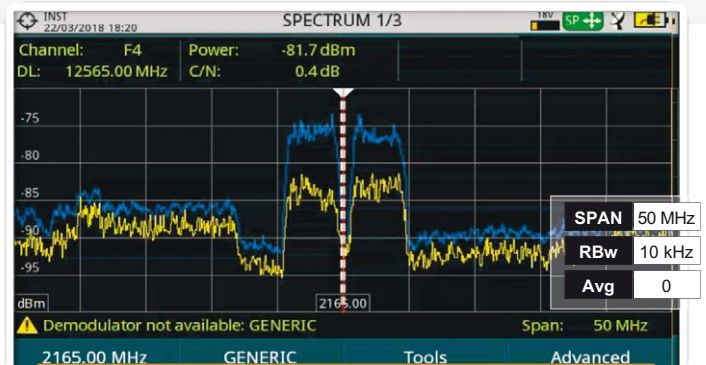 INST
22/03/2018 18:20
SPECTRUM 1/3
18V
SP
Channel: F4 Power: -81.7 dBm
DL: 12565.00 MHz C/N: 0.4 dB
-75
-80
-85
-90
-95
dBm
2165.00
SPAN 50 MHz
RBw 10 kHz
Avg 0
Demodulator not available: GENERIC
Span: 50 MHz
2165.00 MHz GENERIC Tools Advanced